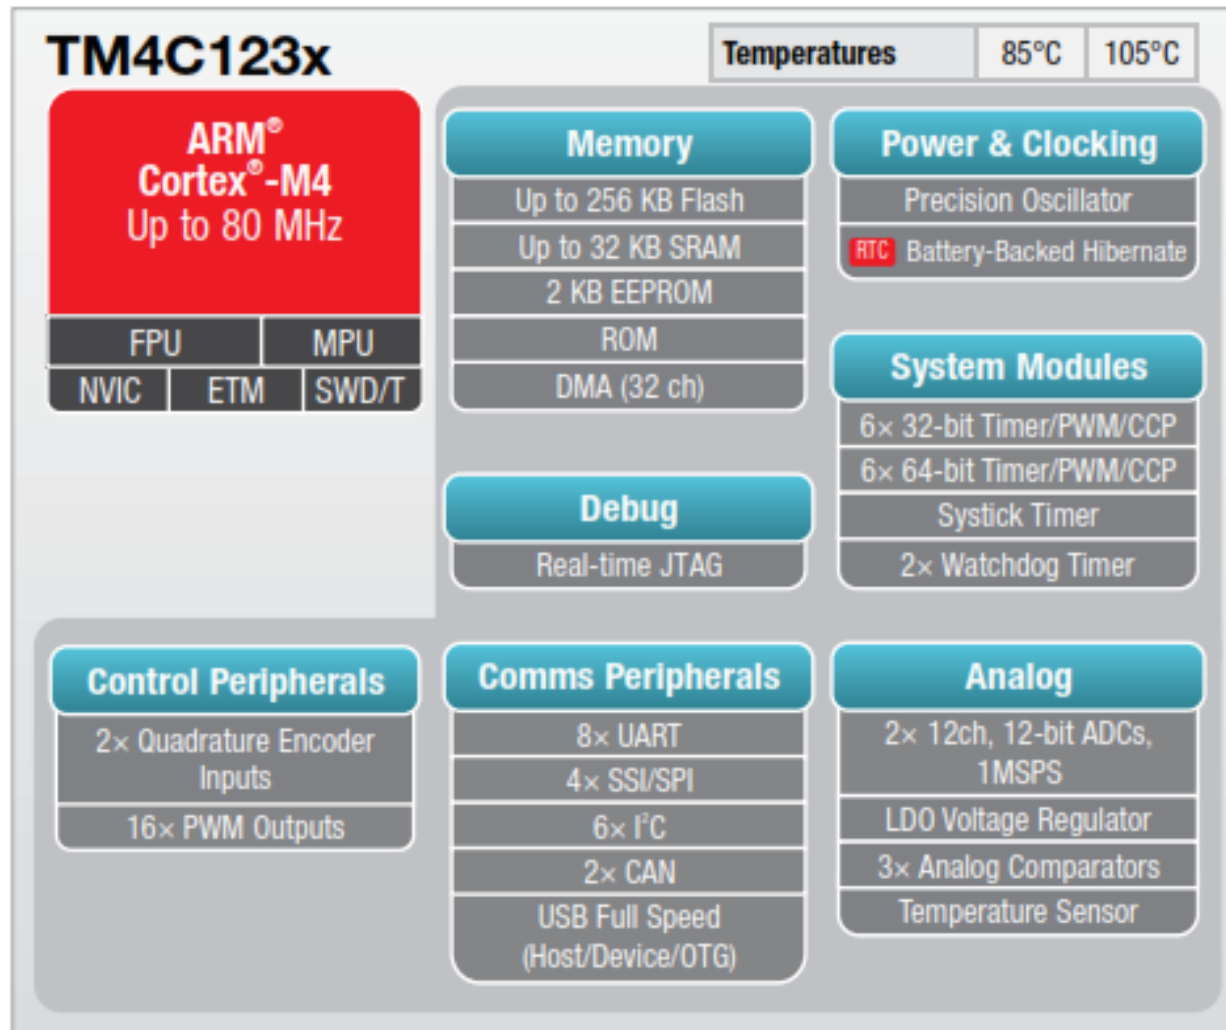 TM4C123x
Temperatures 85°C 105°C
ARM®
Cortex®-M4
Up to 80 MHz
FPU MPU
NVIC ETM SWD/T
Memory
Up to 256 KB Flash
Up to 32 KB SRAM
2 KB EEPROM
ROM
DMA (32 ch)
Power & Clocking
Precision Oscillator
RTC Battery-Backed Hibernate
Debug
Real-time JTAG
System Modules
6× 32-bit Timer/PWM/CCP
6× 64-bit Timer/PWM/CCP
Systick Timer
2× Watchdog Timer
Control Peripherals
2× Quadrature Encoder
Inputs
16× PWM Outputs
Comms Peripherals
8× UART
4× SSI/SPI
6× I²C
2× CAN
USB Full Speed
(Host/Device/OTG)
Analog
2× 12ch, 12-bit ADCs,
1MSPS
LDO Voltage Regulator
3× Analog Comparators
Temperature Sensor